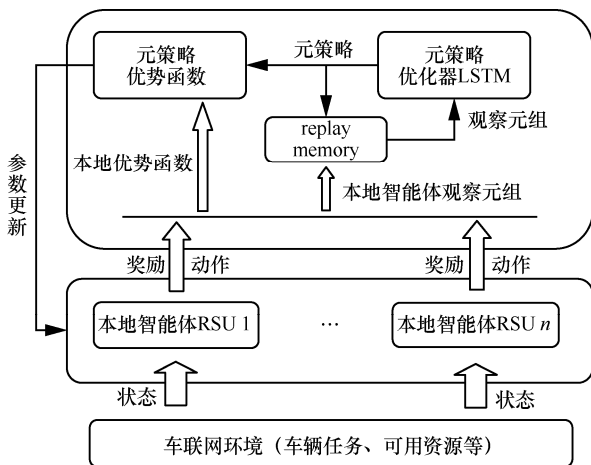 元策略
优势函数
元策略
元策略
优化器LSTM
replay
memory
观察元组
本地优势函数
本地智能体观察元组
参数更新
奖励 动作
奖励 动作
本地智能体RSU 1
…
本地智能体RSU n
状态
状态
车联网环境（车辆任务、可用资源等）